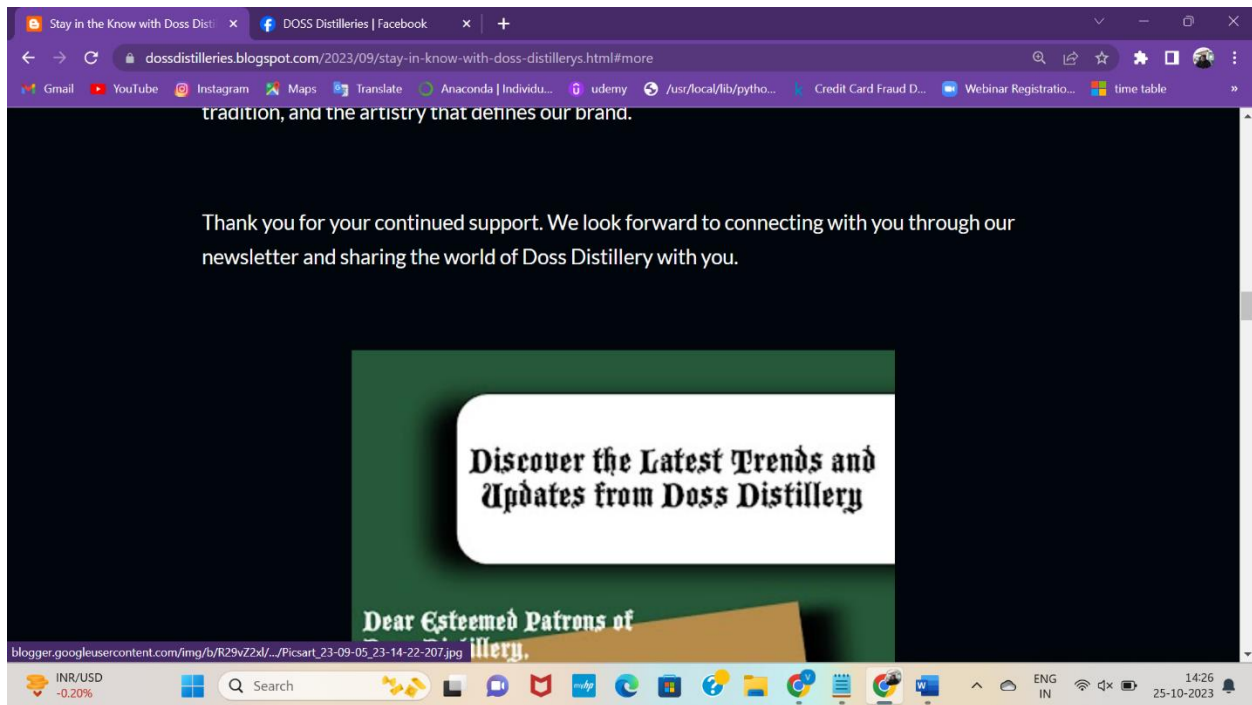 Stay in the Know with Doss Disti
DOSS Distilleries | Facebook
dossdistilleries.blogspot.com/2023/09/stay-in-know-with-doss-distillerys.html#more
Gmail YouTube Instagram Maps Translate Anaconda | Individu... udemy /usr/local/lib/pytho... Credit Card Fraud D... Webinar Registratio... time table »
tradition, and the artistry that defines our brand.
Thank you for your continued support. We look forward to connecting with you through our
newsletter and sharing the world of Doss Distillery with you.
Discover the Latest Trends and
Updates from Doss Distillery
Dear Esteemed Patrons of
blogger.googleusercontent.com/img/b/R29vZ2xl/.../Picsart_23-09-05_23-14-22-207.jpg
INR/USD
-0.20%
Search
myhp
ENG
IN
14:26
25-10-2023